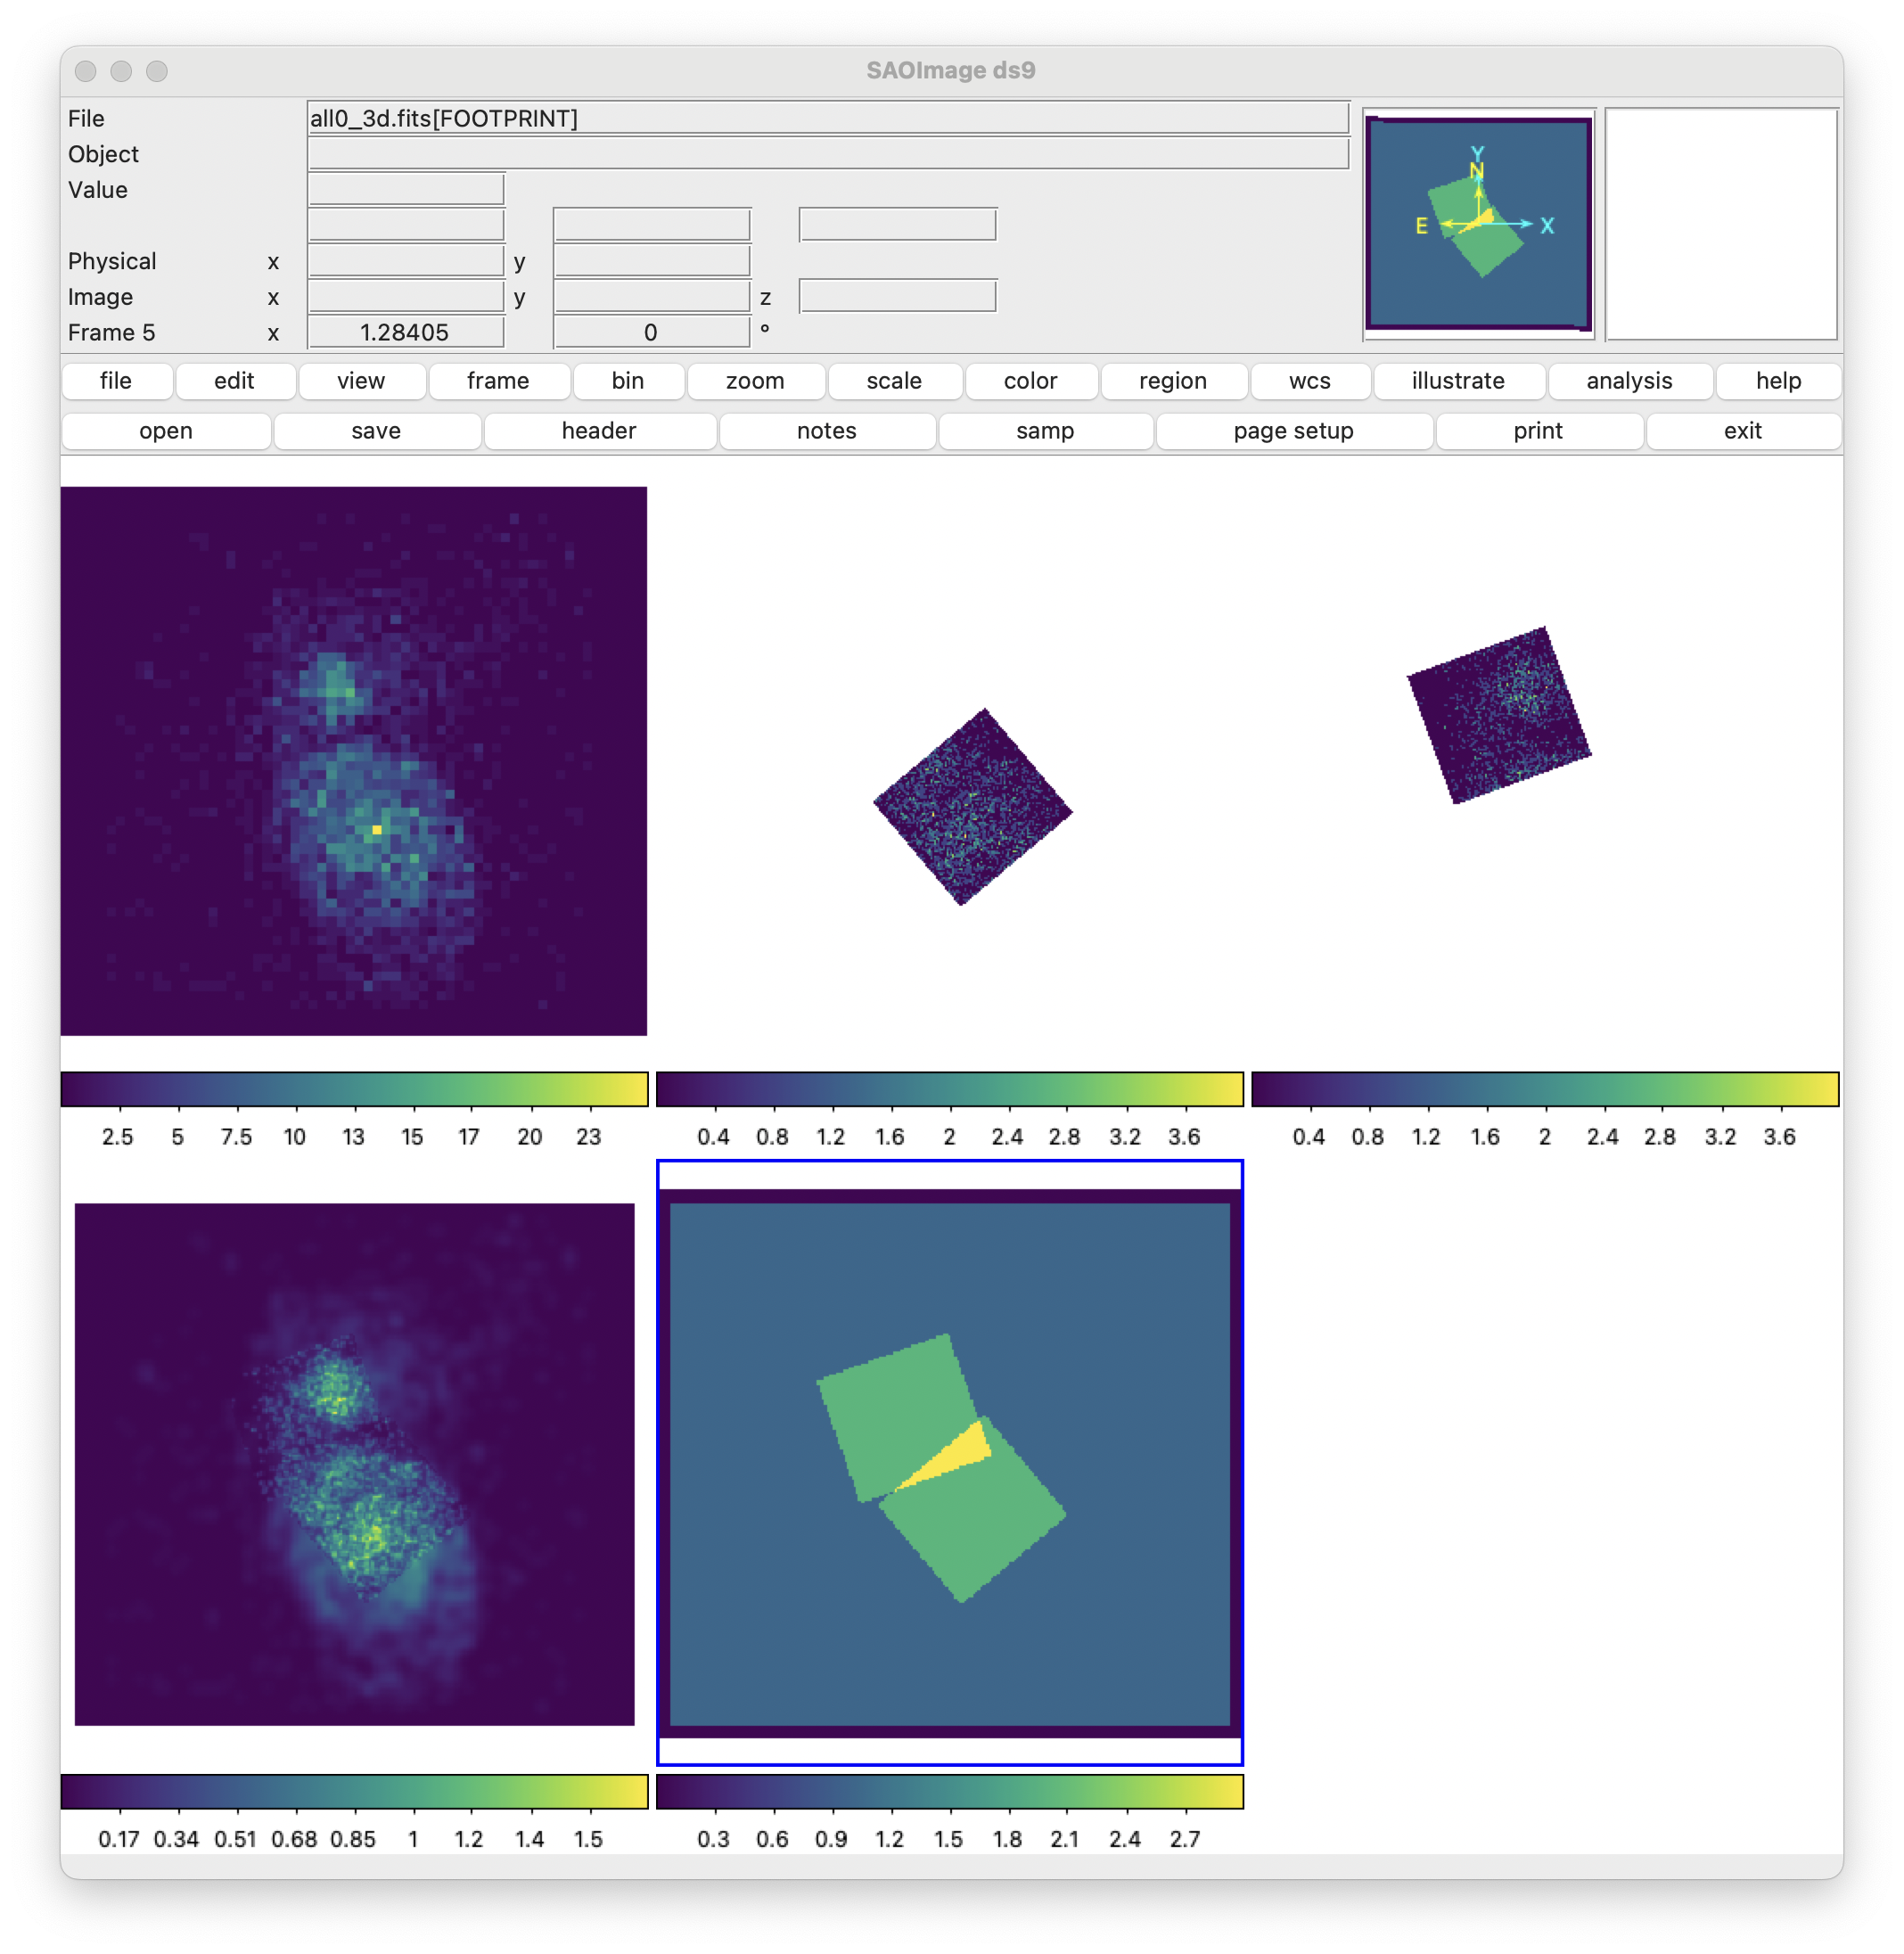 SAOImage ds9
File all0_3d.fits[FOOTPRINT]
Object
Value
Physical x y
Image x y z
Frame 5 x 1.28405 0 °
Y
N
E X
file edit view frame bin zoom scale color region wcs illustrate analysis help
open save header notes samp page setup print exit
2.5 5 7.5 10 13 15 17 20 23
0.4 0.8 1.2 1.6 2 2.4 2.8 3.2 3.6
0.4 0.8 1.2 1.6 2 2.4 2.8 3.2 3.6
0.17 0.34 0.51 0.68 0.85 1 1.2 1.4 1.5
0.3 0.6 0.9 1.2 1.5 1.8 2.1 2.4 2.7